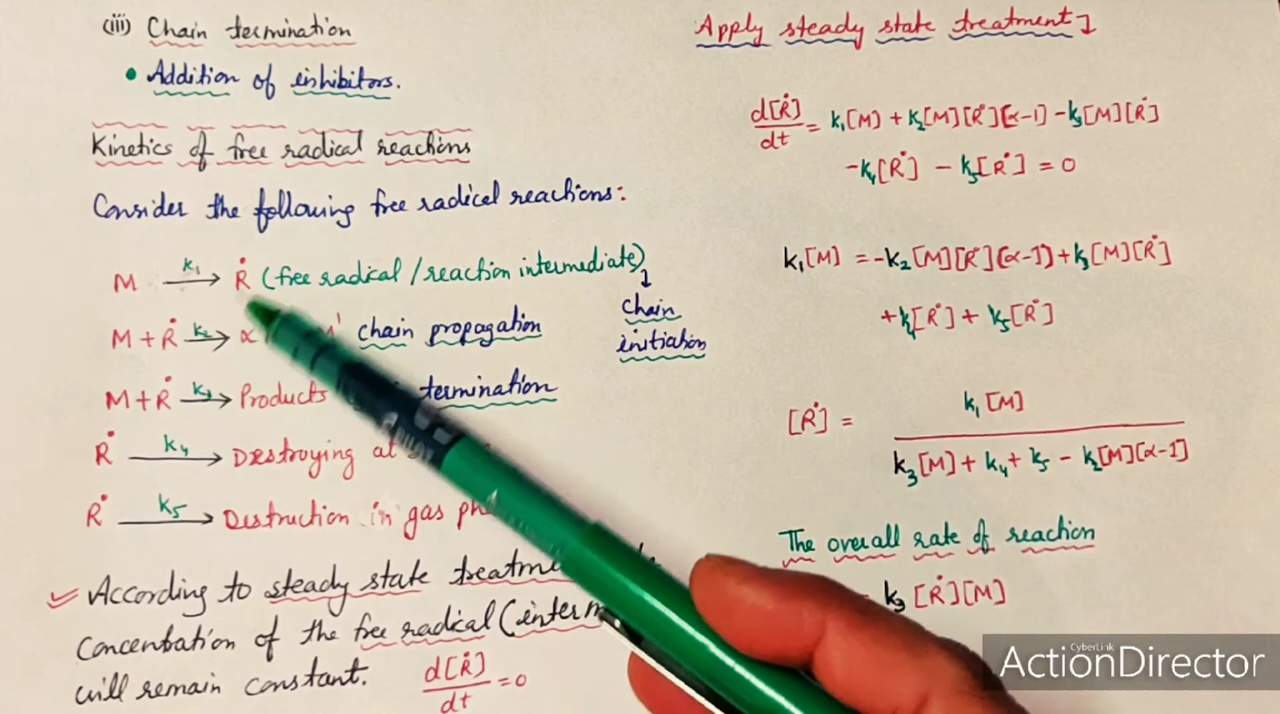 (iii) Chain termination
• Addition of inhibitors.
Kinetics of free radical reactions
Consider the following free radical reactions:
M —k₁→ Ṙ (free radical/reaction intermediate)
↓
Chain
initiation
M + Ṙ —k₂→ α M' Chain propagation
M + Ṙ —k₃→ Products termination
R˙ —k₄→ Destroying at
R˙ —k₅→ Destruction in gas
✓ According to steady state
concentration of the free radical
will remain constant. d[Ṙ]/dt = 0
Apply steady state treatment]
d[Ṙ]/dt = k₁[M] + k₂[M][R˙](α-1) - k₃[M][R˙]
-k₄[R˙] - k₅[R˙] = 0
k₁[M] = -k₂[M][R˙](α-1) + k₃[M][R˙]
+k₄[R˙] + k₅[R˙]
[R˙] = k₁[M] / k₃[M] + k₄ + k₅ - k₂[M][α-1]
The overall rate of reaction
k₃[Ṙ][M]
CyberLink
ActionDirector